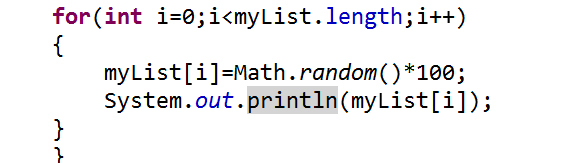 for(int i=0;i<myList.length;i++)
{
    myList[i]=Math.random()*100;
    System.out.println(myList[i]);
}
}